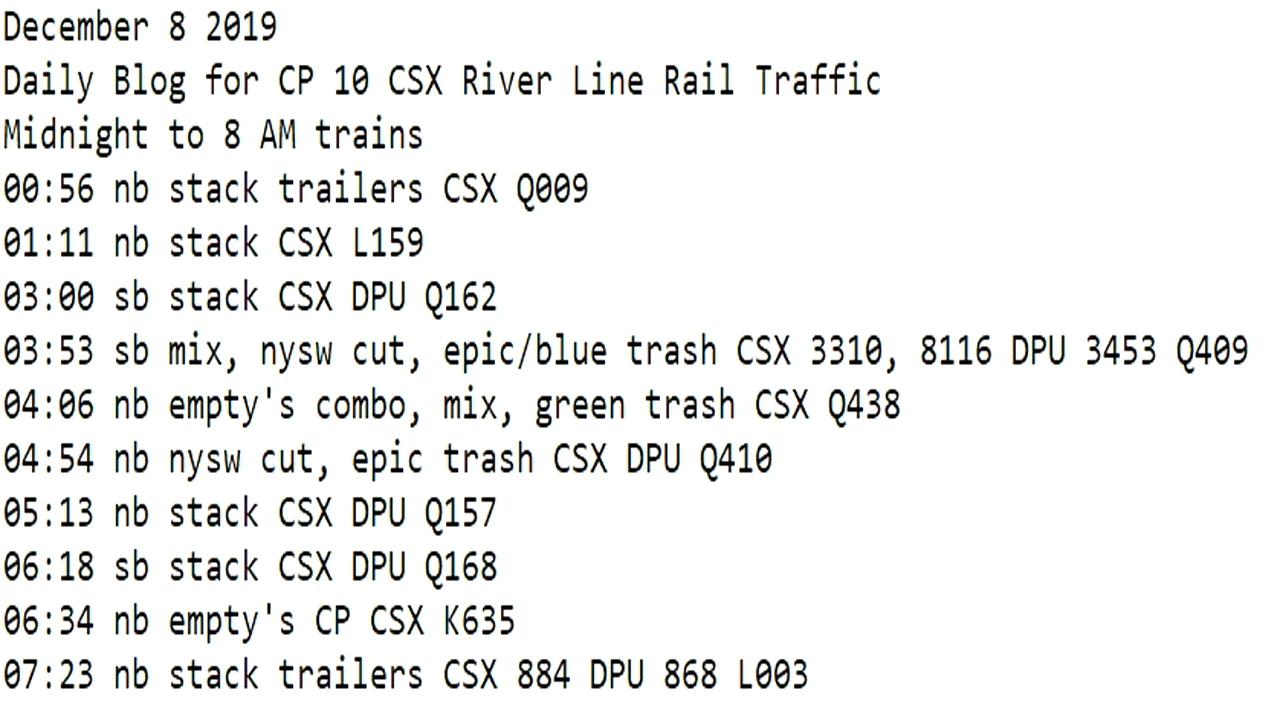 December 8 2019
Daily Blog for CP 10 CSX River Line Rail Traffic
Midnight to 8 AM trains
00:56 nb stack trailers CSX Q009
01:11 nb stack CSX L159
03:00 sb stack CSX DPU Q162
03:53 sb mix, nysw cut, epic/blue trash CSX 3310, 8116 DPU 3453 Q409
04:06 nb empty's combo, mix, green trash CSX Q438
04:54 nb nysw cut, epic trash CSX DPU Q410
05:13 nb stack CSX DPU Q157
06:18 sb stack CSX DPU Q168
06:34 nb empty's CP CSX K635
07:23 nb stack trailers CSX 884 DPU 868 L003